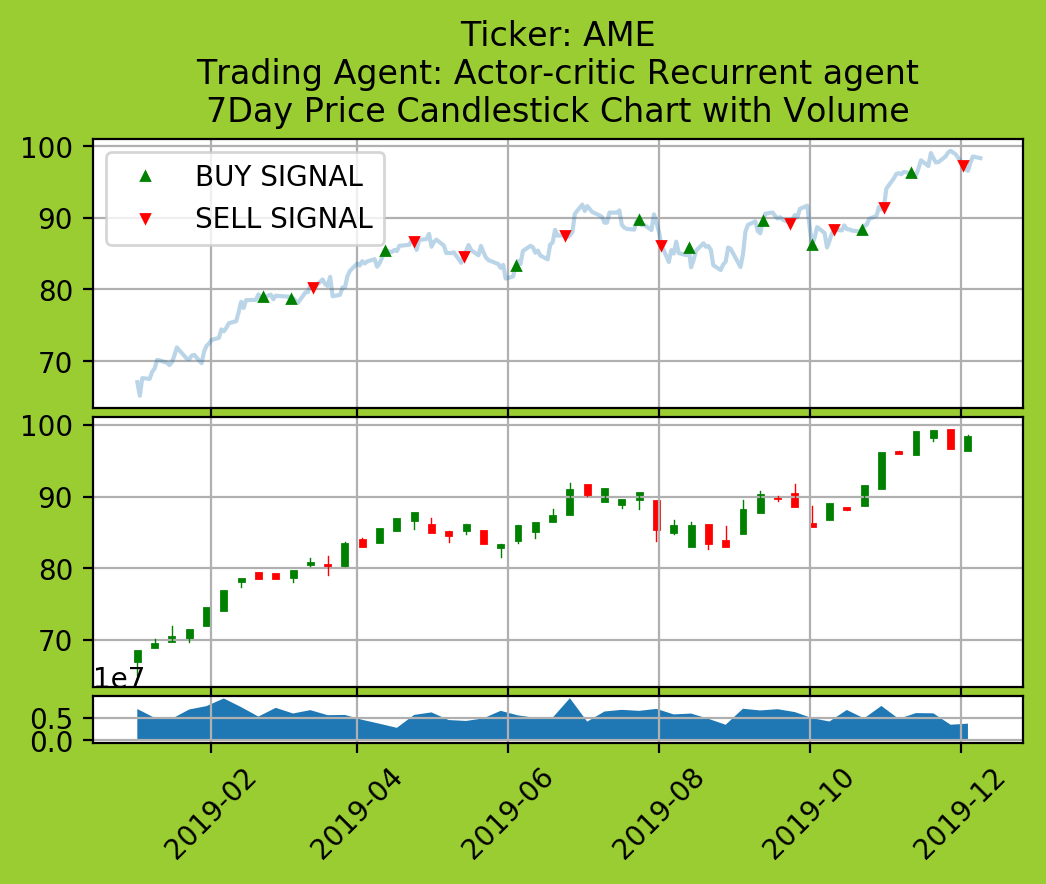 Ticker: AME
Trading Agent: Actor-critic Recurrent agent
7Day Price Candlestick Chart with Volume
100
90
80
70
BUY SIGNAL
SELL SIGNAL
100
90
80
70
1e7
0.5
0.0
2019-02
2019-04
2019-06
2019-08
2019-10
2019-12